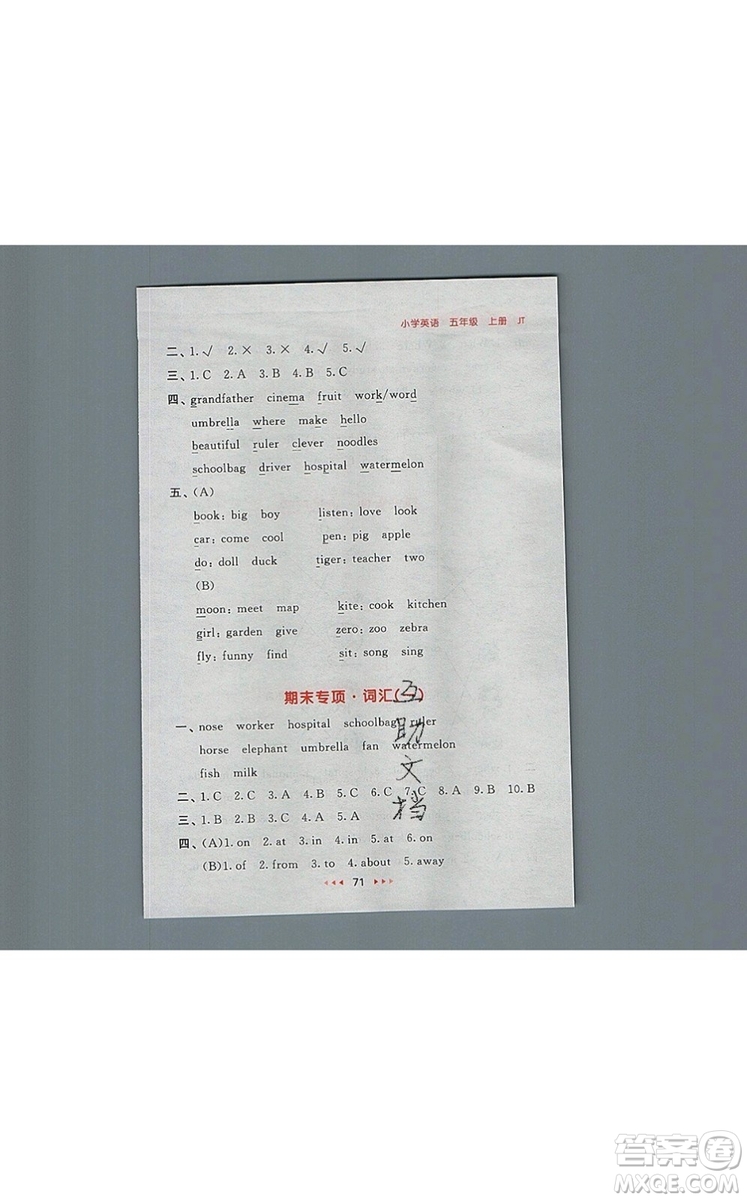 小学英语 五年级 上册 JT
二、1.√ 2.× 3.× 4.√ 5.√
三、1.C 2.A 3.B 4.B 5.C
四、grandfather cinema fruit work/word
umbrella where make hello
beautiful ruler clever noodles
schoolbag driver hospital watermelon
五、(A)
book: big boy listen: love look
car: come cool pen: pig apple
do: doll duck tiger: teacher two
(B)
moon: meet map kite: cook kitchen
girl: garden give zero: zoo zebra
fly: funny find sit: song sing
期末专项·词汇(
一、nose worker hospital schoolbag ruler
horse elephant umbrella fan watermelon
fish milk
二、1.C 2.C 3.A 4.B 5.C 6.C 7.C 8.A 9.B 10.B
三、1.B 2.B 3.C 4.A 5.A
四、(A)1.on 2.at 3.in 4.in 5.at 6.on
(B)1.of 2.from 3.to 4.about 5.away
71
互助文档
答案圈
MXQE.COM